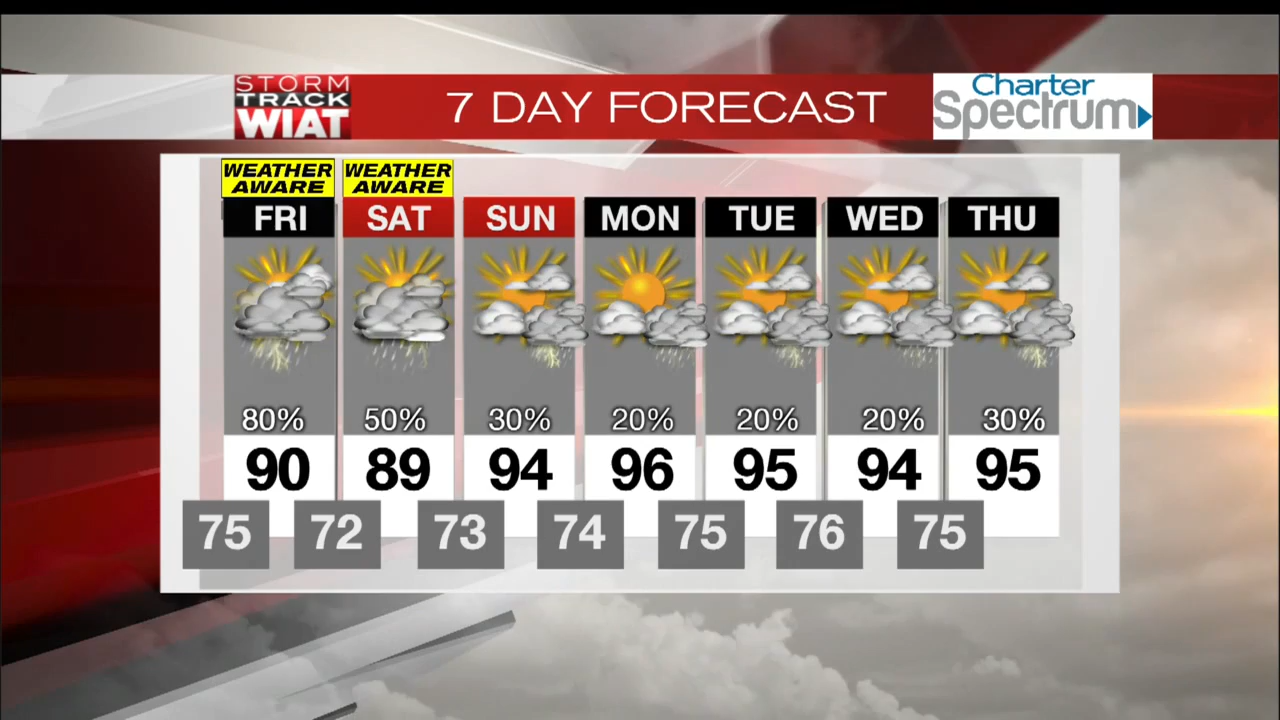 STORM
TRACK
WIAT
7 DAY FORECAST
Charter
Spectrum
WEATHER
AWARE
WEATHER
AWARE
FRI SAT SUN MON TUE WED THU
80% 50% 30% 20% 20% 20% 30%
90 89 94 96 95 94 95
75 72 73 74 75 76 75